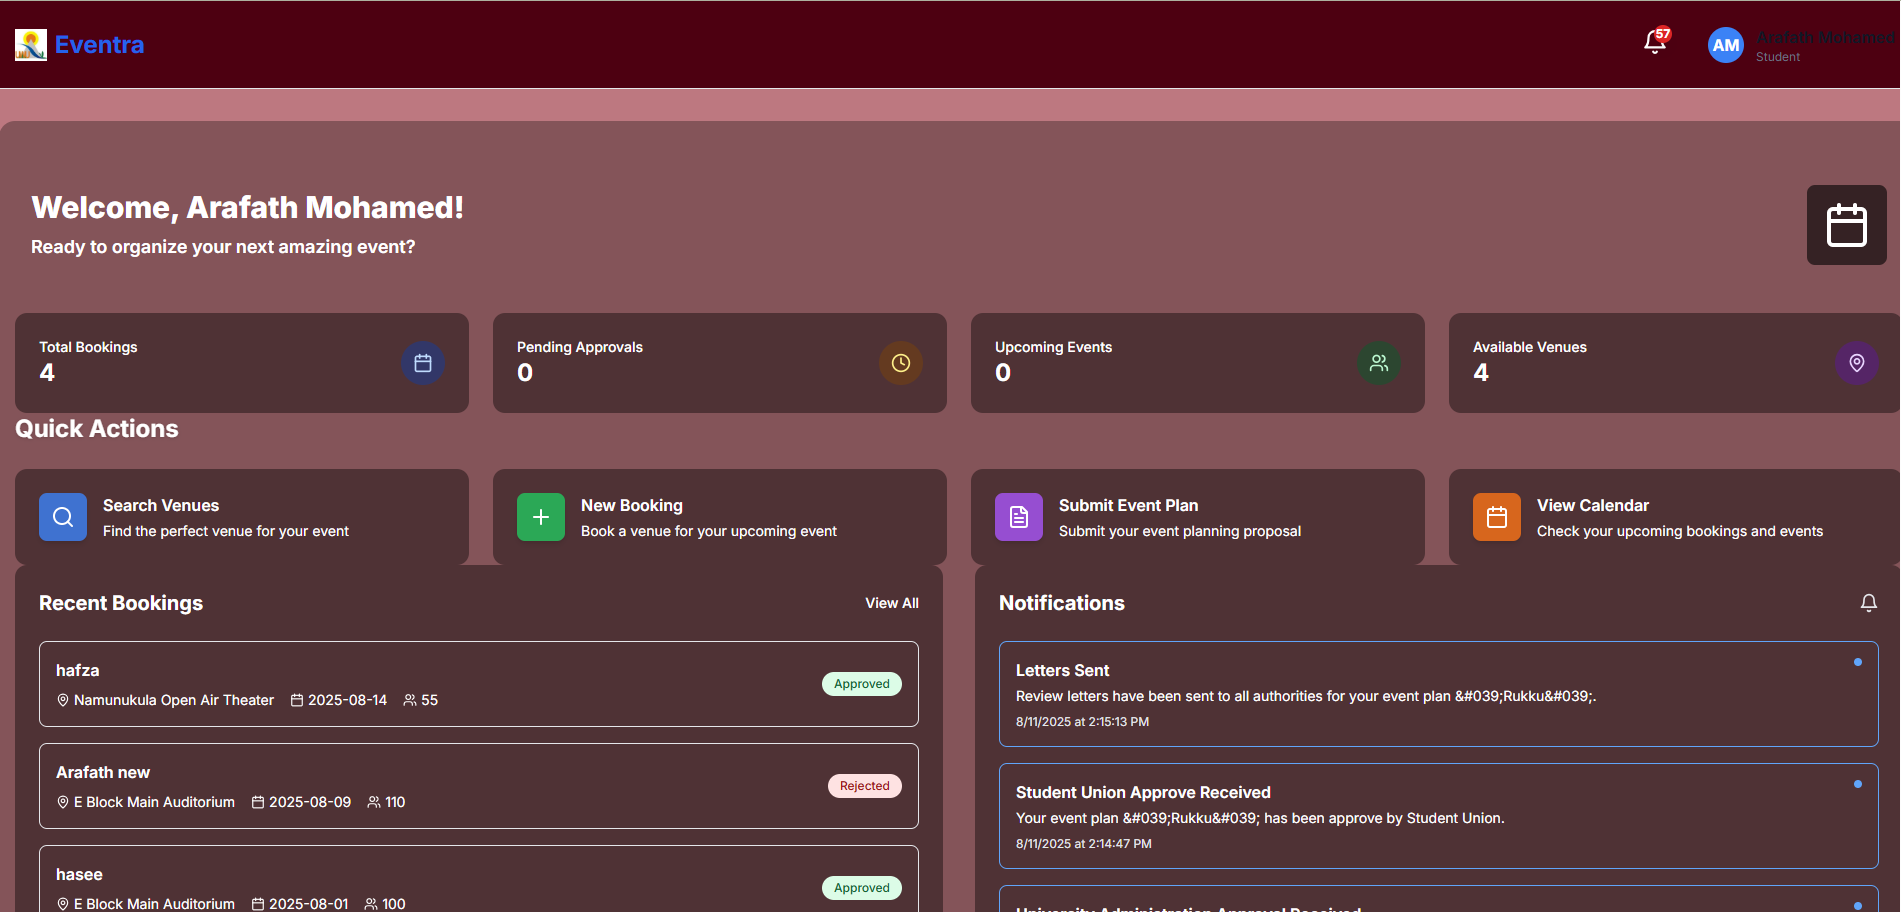 Eventra
57
AM
Arafath Mohamed
Student
Welcome, Arafath Mohamed!
Ready to organize your next amazing event?
Total Bookings
4
Pending Approvals
0
Upcoming Events
0
Available Venues
4
Quick Actions
Search Venues
Find the perfect venue for your event
New Booking
Book a venue for your upcoming event
Submit Event Plan
Submit your event planning proposal
View Calendar
Check your upcoming bookings and events
Recent Bookings
View All
hafza
Namunukula Open Air Theater 2025-08-14 55
Approved
Arafath new
E Block Main Auditorium 2025-08-09 110
Rejected
hasee
E Block Main Auditorium 2025-08-01 100
Approved
Notifications
Letters Sent
Review letters have been sent to all authorities for your event plan &#039;Rukku&#039;.
8/11/2025 at 2:15:13 PM
Student Union Approve Received
Your event plan &#039;Rukku&#039; has been approve by Student Union.
8/11/2025 at 2:14:47 PM
University Administration Approval Received